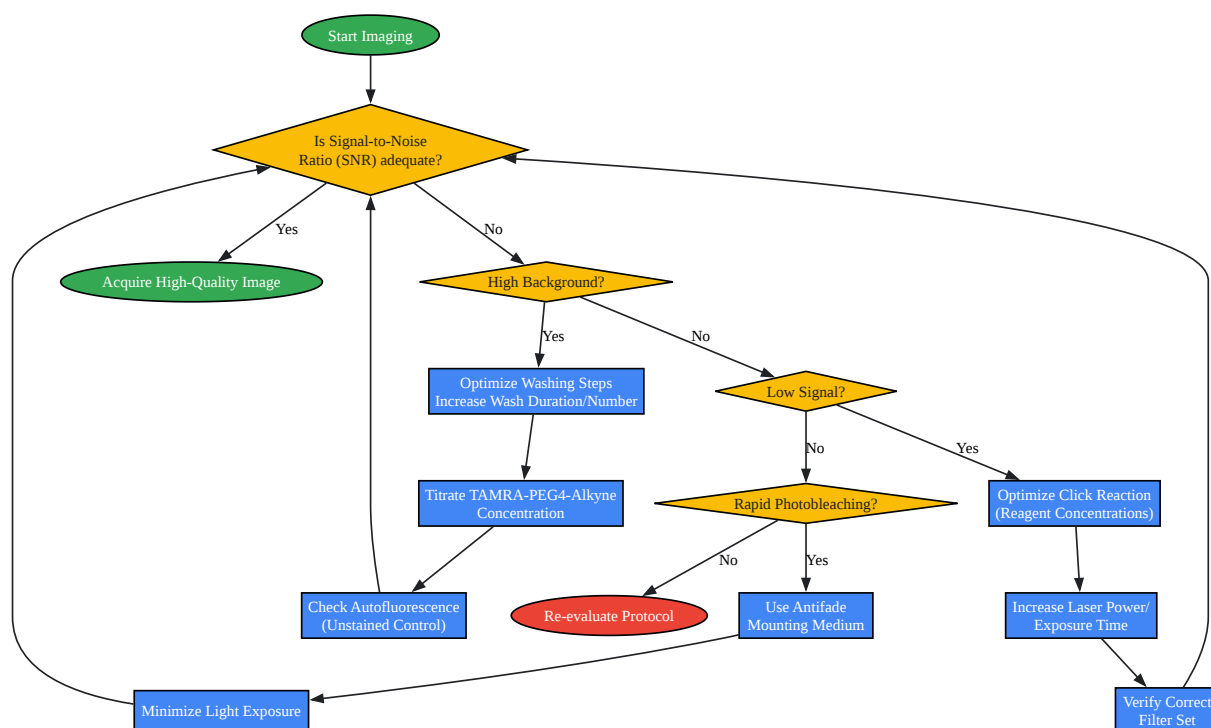 Start Imaging
Is Signal-to-Noise
Ratio (SNR) adequate?
Yes
No
Acquire High-Quality Image
High Background?
Yes
No
Optimize Washing Steps
Increase Wash Duration/Number
Low Signal?
No
Yes
Titrate TAMRA-PEG4-Alkyne
Concentration
Rapid Photobleaching?
Optimize Click Reaction
(Reagent Concentrations)
No
Yes
Check Autofluorescence
(Unstained Control)
Re-evaluate Protocol
Use Antifade
Mounting Medium
Increase Laser Power/
Exposure Time
Minimize Light Exposure
Verify Correct
Filter Set